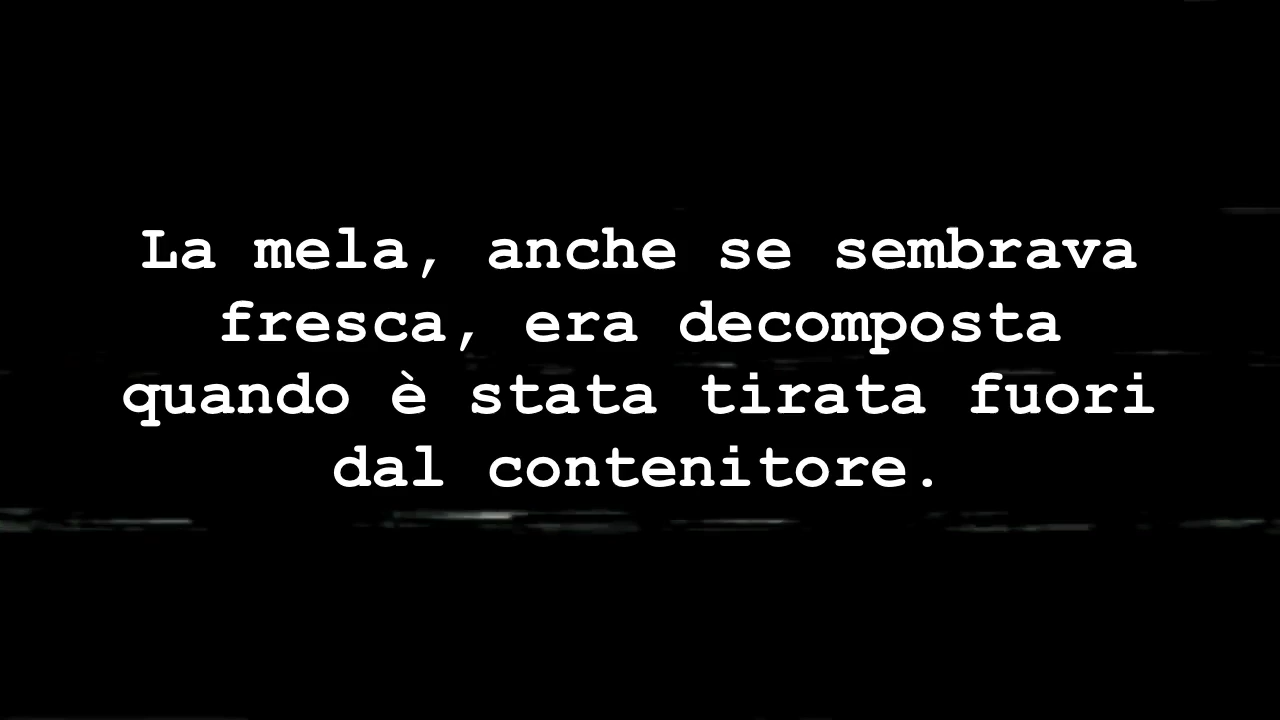 La mela, anche se sembrava
fresca, era decomposta
quando è stata tirata fuori
dal contenitore.